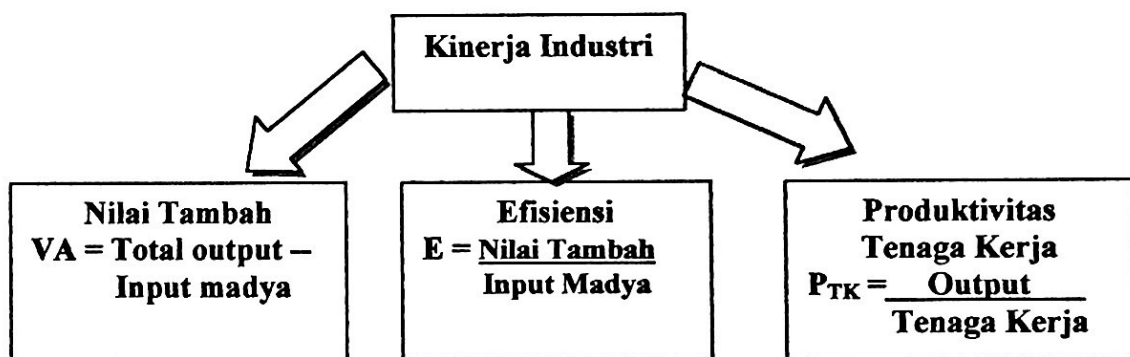 Kinerja Industri
Nilai Tambah
VA = Total output –
Input madya
Efisiensi
E = Nilai Tambah
Input Madya
Produktivitas
Tenaga Kerja
PTK = Output
Tenaga Kerja